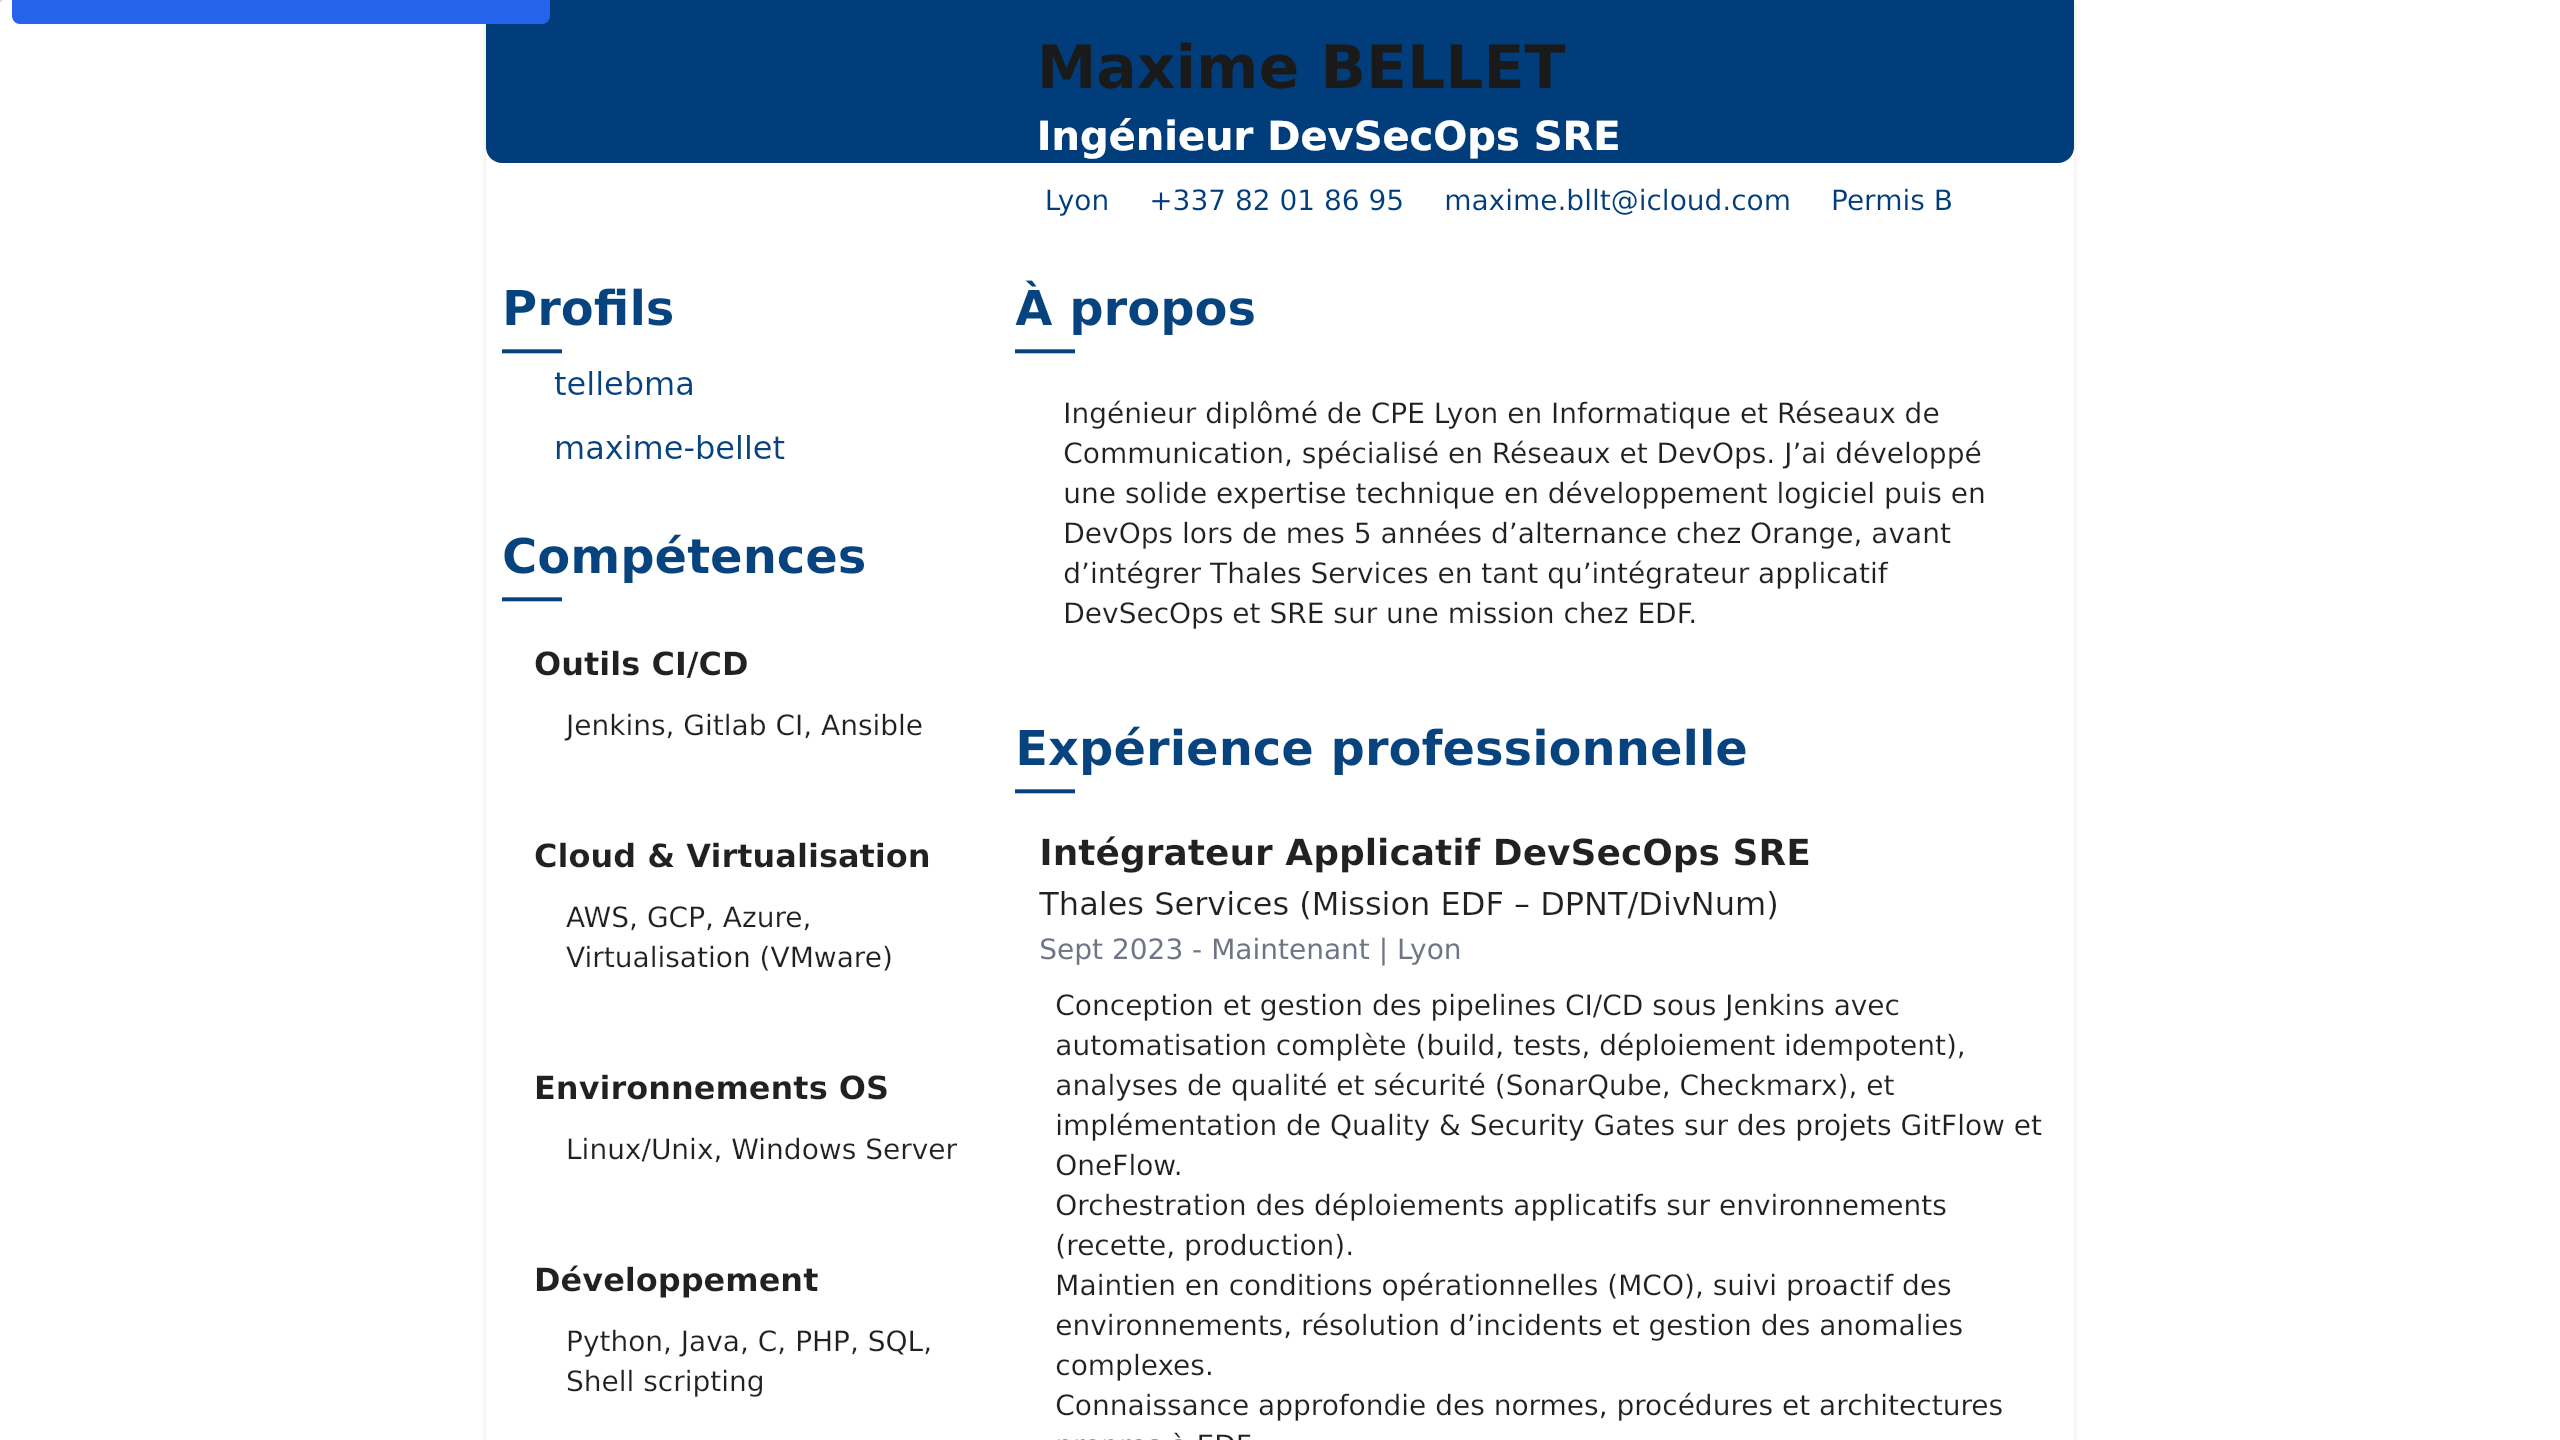 Maxime BELLET
Ingénieur DevSecOps SRE
Lyon +337 82 01 86 95 maxime.bllt@icloud.com Permis B
Profils
tellebma
maxime-bellet
Compétences
Outils CI/CD
Jenkins, Gitlab CI, Ansible
Cloud & Virtualisation
AWS, GCP, Azure,
Virtualisation (VMware)
Environnements OS
Linux/Unix, Windows Server
Développement
Python, Java, C, PHP, SQL,
Shell scripting
À propos
Ingénieur diplômé de CPE Lyon en Informatique et Réseaux de
Communication, spécialisé en Réseaux et DevOps. J’ai développé
une solide expertise technique en développement logiciel puis en
DevOps lors de mes 5 années d’alternance chez Orange, avant
d’intégrer Thales Services en tant qu’intégrateur applicatif
DevSecOps et SRE sur une mission chez EDF.
Expérience professionnelle
Intégrateur Applicatif DevSecOps SRE
Thales Services (Mission EDF – DPNT/DivNum)
Sept 2023 - Maintenant | Lyon
Conception et gestion des pipelines CI/CD sous Jenkins avec
automatisation complète (build, tests, déploiement idempotent),
analyses de qualité et sécurité (SonarQube, Checkmarx), et
implémentation de Quality & Security Gates sur des projets GitFlow et
OneFlow.
Orchestration des déploiements applicatifs sur environnements
(recette, production).
Maintien en conditions opérationnelles (MCO), suivi proactif des
environnements, résolution d’incidents et gestion des anomalies
complexes.
Connaissance approfondie des normes, procédures et architectures